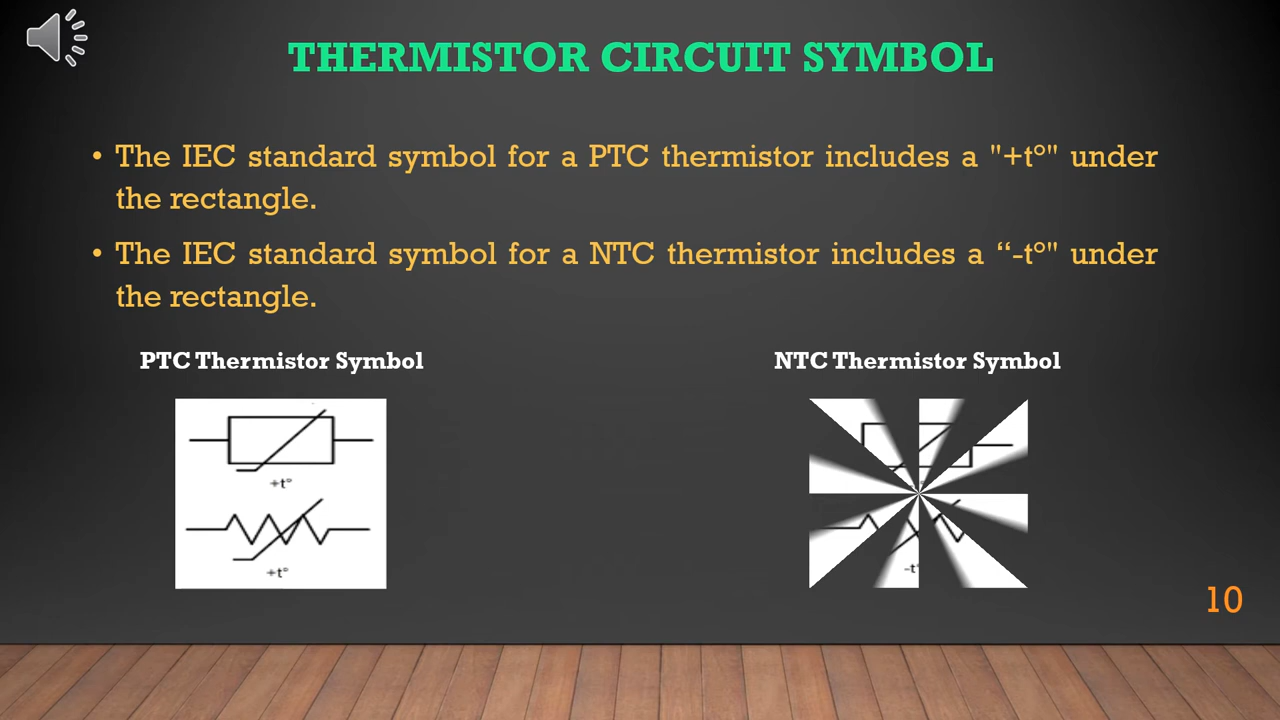 THERMISTOR CIRCUIT SYMBOL
• The IEC standard symbol for a PTC thermistor includes a "+t°" under
the rectangle.
• The IEC standard symbol for a NTC thermistor includes a “-t°" under
the rectangle.
PTC Thermistor Symbol
NTC Thermistor Symbol
+t°
+t°
-t°
10